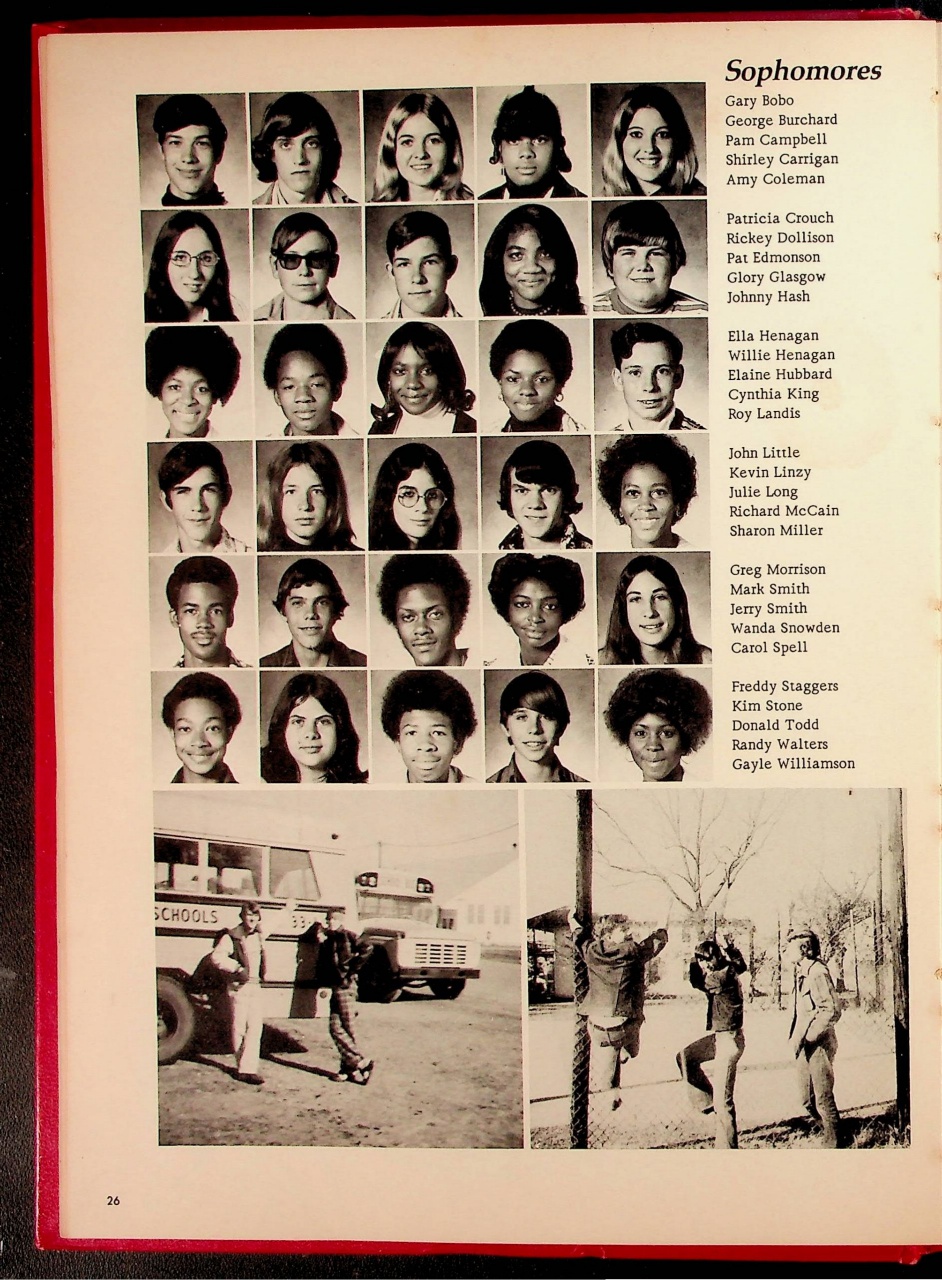 Sophomores
Gary Bobo
George Burchard
Pam Campbell
Shirley Carrigan
Amy Coleman
Patricia Crouch
Rickey Dollison
Pat Edmonson
Glory Glasgow
Johnny Hash
Ella Henagan
Willie Henagan
Elaine Hubbard
Cynthia King
Roy Landis
John Little
Kevin Linzy
Julie Long
Richard McCain
Sharon Miller
Greg Morrison
Mark Smith
Jerry Smith
Wanda Snowden
Carol Spell
Freddy Staggers
Kim Stone
Donald Todd
Randy Walters
Gayle Williamson
SCHOOLS
26